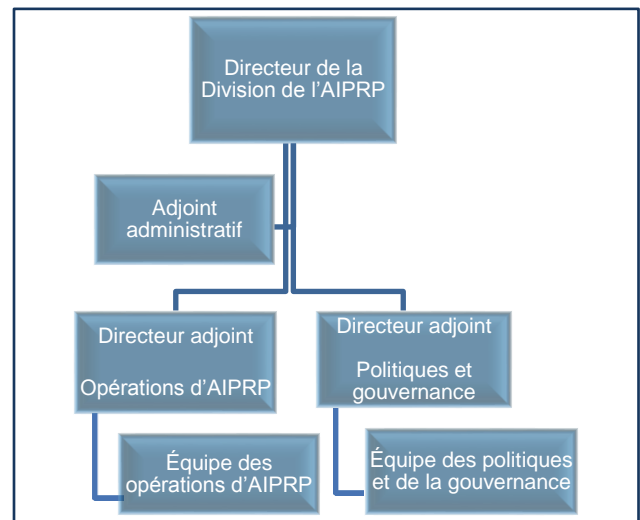 Directeur de la
Division de l'AIPRP
Adjoint
administratif
Directeur adjoint
Opérations d'AIPRP
Directeur adjoint
Politiques et
gouvernance
Équipe des
opérations d'AIPRP
Équipe des politiques
et de la gouvernance